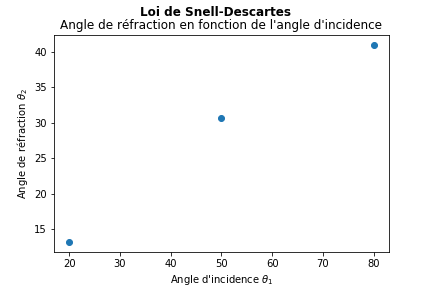 Loi de Snell-Descartes
Angle de réfraction en fonction de l'angle d'incidence
40
35
30
25
20
15
Angle de réfraction θ₂
20 30 40 50 60 70 80
Angle d'incidence θ₁